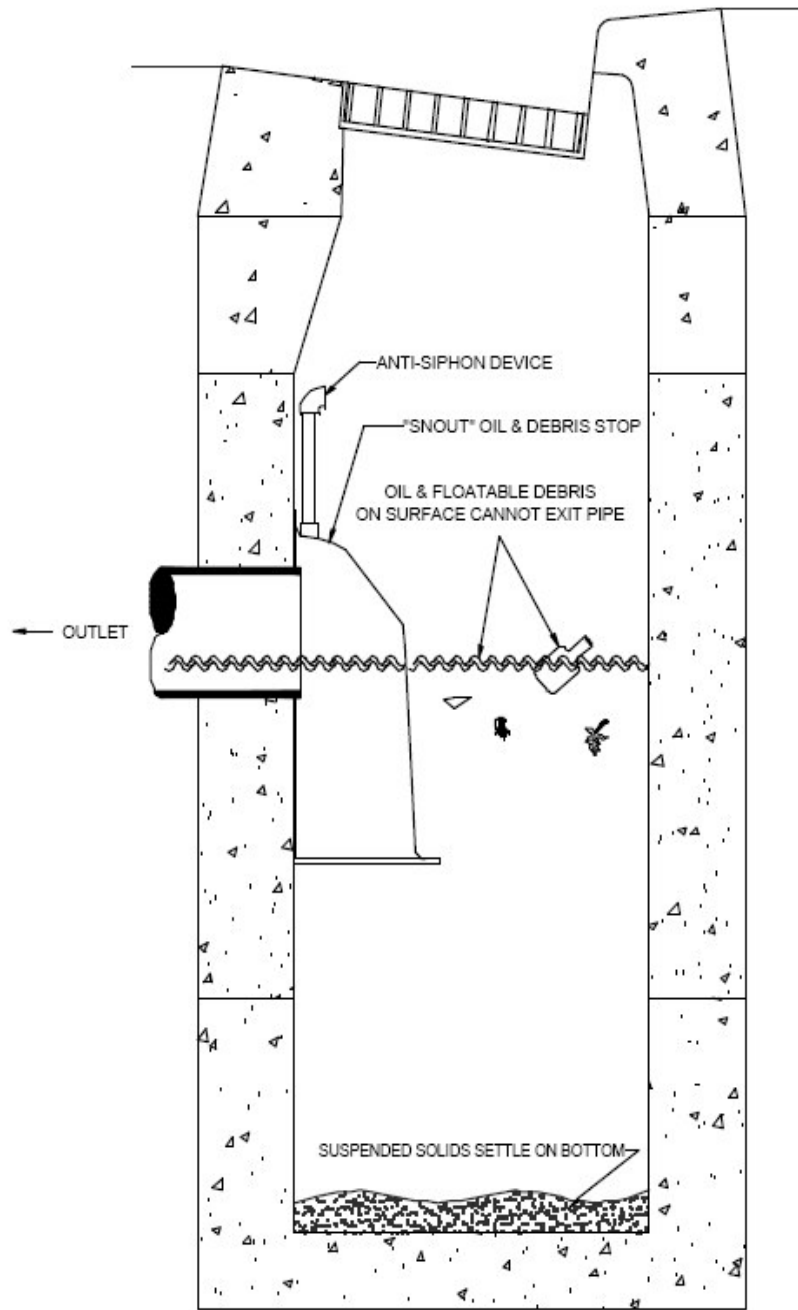 ANTI-SIPHON DEVICE
"SNOUT" OIL & DEBRIS STOP
OIL & FLOATABLE DEBRIS
ON SURFACE CANNOT EXIT PIPE
OUTLET
SUSPENDED SOLIDS SETTLE ON BOTTOM